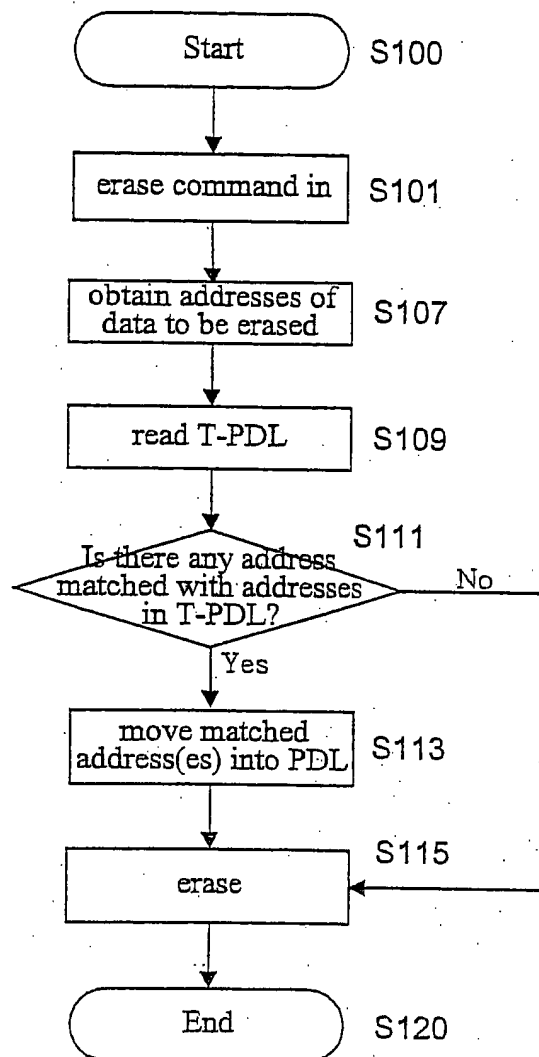 Start
S100
erase command in
S101
obtain addresses of
data to be erased
S107
read T-PDL
S109
S111
Is there any address
matched with addresses
in T-PDL?
No
Yes
move matched
address(es) into PDL
S113
S115
erase
End
S120